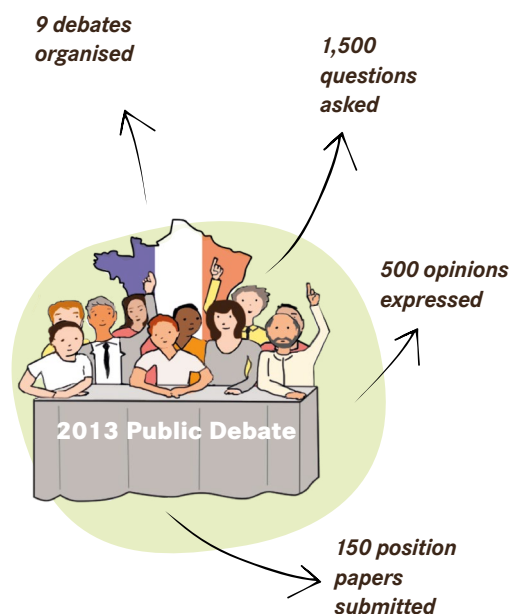 9 debates
organised
1,500
questions
asked
500 opinions
expressed
2013 Public Debate
150 position
papers
submitted